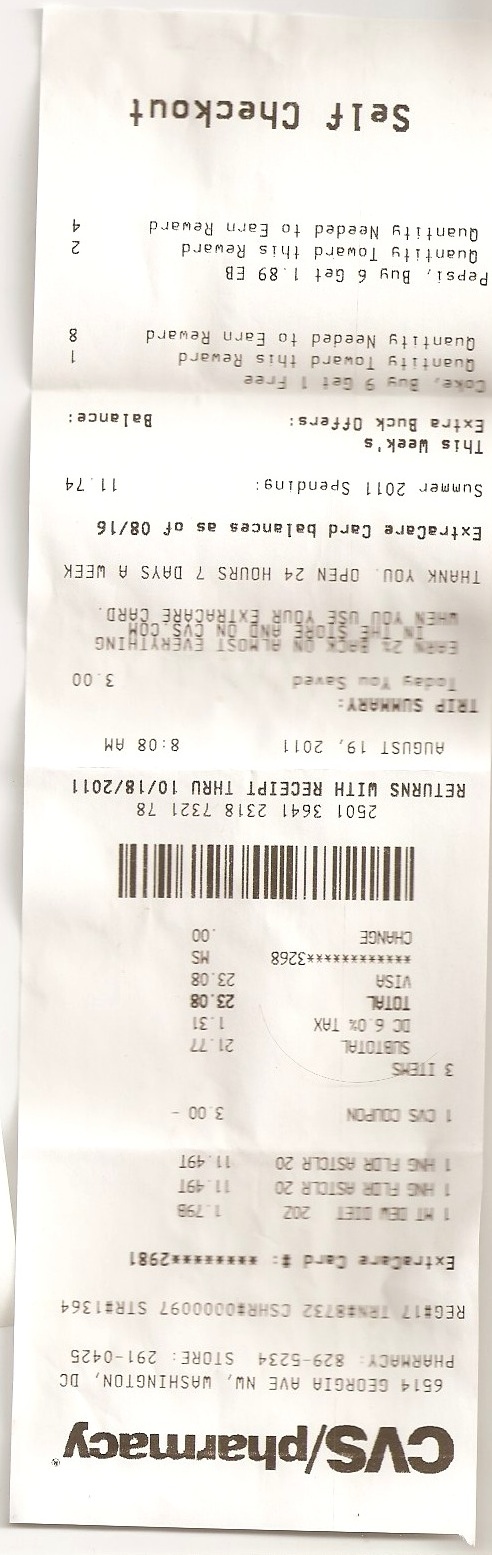 CVS/pharmacy®
6514 GEORGIA AVE NW, WASHINGTON, DC
PHARMACY: 829-5234 STORE: 291-0425
REG#17 TRN#8732 CSHR#0000097 STR#1364
ExtraCare Card #: ********2981
1 MT DEW DIET 20Z 1.79B
1 HNG FLDR ASTCLR 20 11.49T
1 HNG FLDR ASTCLR 20 11.49T
1 CVS COUPON 3.00 -
3 ITEMS
SUBTOTAL 21.77
DC 6.0% TAX 1.31
TOTAL 23.08
VISA 23.08
************3268 MS
CHANGE .00
2501 3641 2318 7321 78
RETURNS WITH RECEIPT THRU 10/18/2011
AUGUST 19, 2011 8:08 AM
TRIP SUMMARY:
Today You Saved 3.00
EARN 2% BACK ON ALMOST EVERYTHING
IN THE STORE AND ON CVS.COM
WHEN YOU USE YOUR EXTRACARE CARD.
THANK YOU. OPEN 24 HOURS 7 DAYS A WEEK
ExtraCare Card balances as of 08/16
Summer 2011 Spending: 11.74
This Week's
Extra Buck Offers: Balance:
Coke, Buy 9 Get 1 Free
Quantity Toward this Reward 1
Quantity Needed to Earn Reward 8
Pepsi, Buy 6 Get 1.89 EB
Quantity Toward this Reward 2
Quantity Needed to Earn Reward 4
Self Checkout